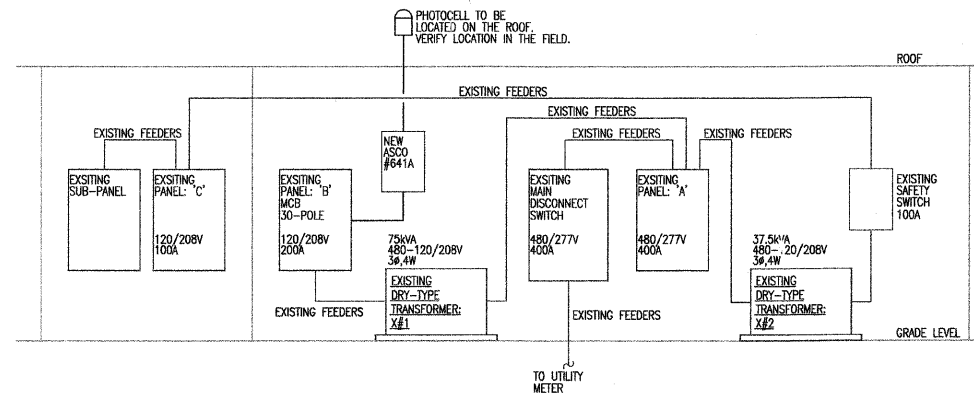 PHOTOCELL TO BE
LOCATED ON THE ROOF.
VERIFY LOCATION IN THE FIELD.
ROOF
EXISTING FEEDERS
EXISTING FEEDERS
EXISTING FEEDERS
EXISTING FEEDERS
EXISTING FEEDERS
NEW
ASCO
#641A
EXSITING
SUB-PANEL
EXSITING
PANEL: 'C'
120/208V
100A
EXSITING
PANEL: 'B'
MCB
30-POLE
120/208V
200A
75kVA
480-120/208V
3ø,4W
EXISTING
DRY-TYPE
TRANSFORMER:
X#1
EXISTING FEEDERS
EXSITING
MAIN
DISCONNECT
SWITCH
480/277V
400A
EXISTING FEEDERS
EXSITING
PANEL: 'A'
480/277V
400A
37.5kVA
480-120/208V
3ø,4W
EXISTING
DRY-TYPE
TRANSFORMER:
X#2
EXISTING
SAFETY
SWITCH
100A
GRADE LEVEL
TO UTILITY
METER